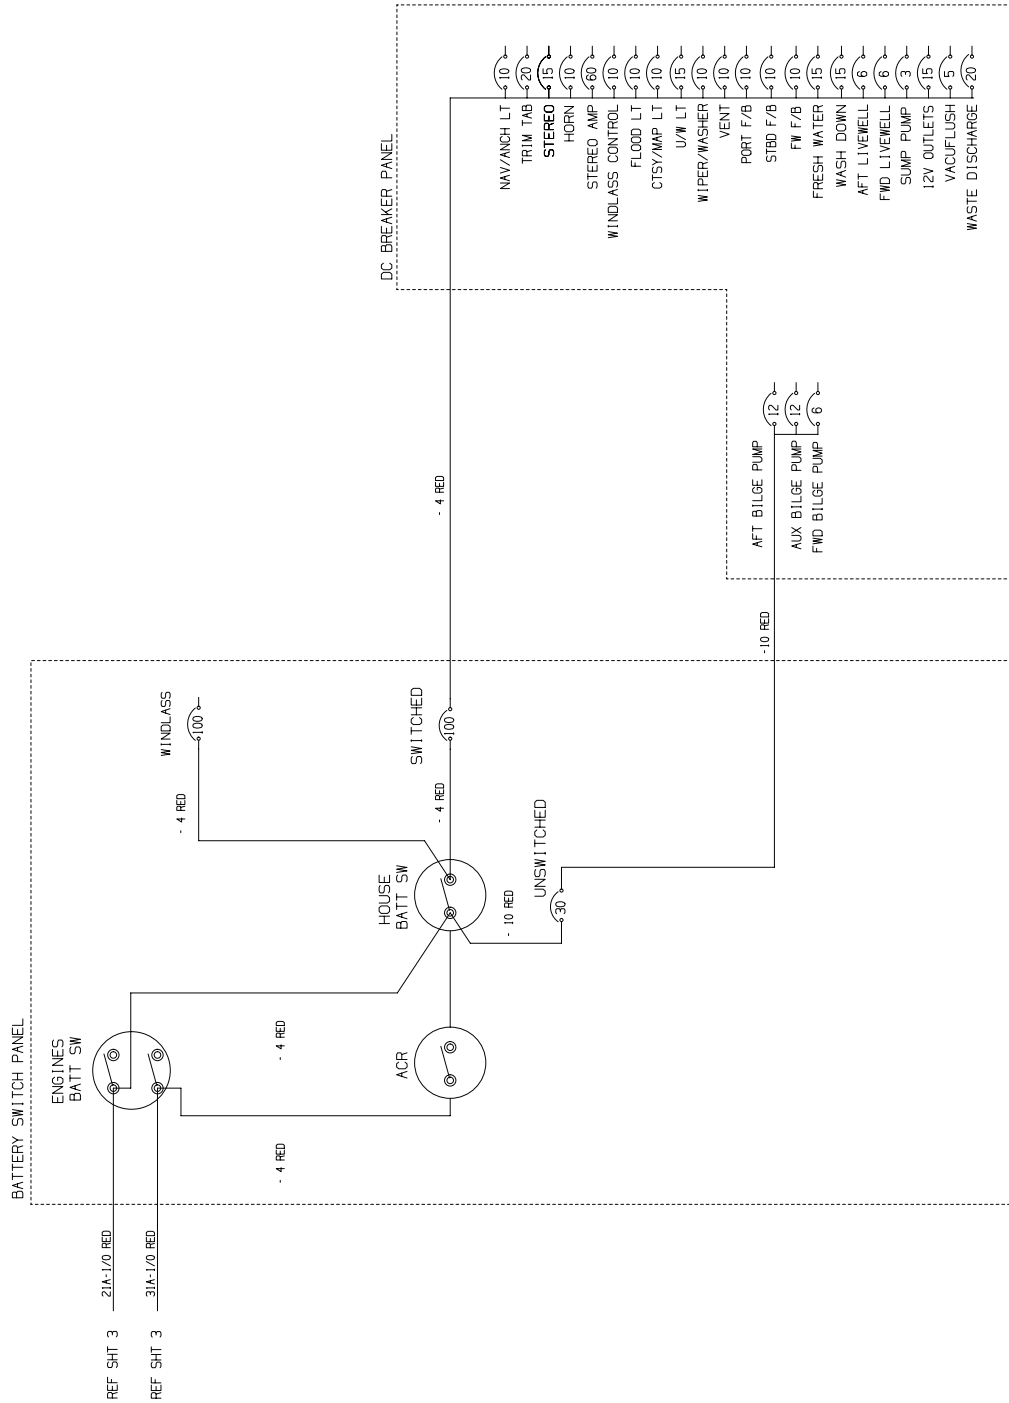 BATTERY SWITCH PANEL
REF SHT 3
21A-1/0 RED
REF SHT 3
31A-1/0 RED
ENGINES
BATT SW
- 4 RED
- 4 RED
ACR
HOUSE
BATT SW
- 10 RED
- 4 RED
WINDLASS
100
- 4 RED
SWITCHED
100
UNSWITCHED
30
- 4 RED
-10 RED
DC BREAKER PANEL
NAV/ANCH LT 10
TRIM TAB 20
STEREO 15
HORN 10
STEREO AMP 60
WINDLASS CONTROL 10
FLOOD LT 10
CTSY/MAP LT 10
U/W LT 15
WIPER/WASHER 10
VENT 10
PORT F/B 10
STBD F/B 10
FW F/B 10
FRESH WATER 15
WASH DOWN 15
AFT LIVEWELL 6
FWD LIVEWELL 6
SUMP PUMP 3
12V OUTLETS 15
VACUFLUSH 5
WASTE DISCHARGE 20
AFT BILGE PUMP 12
AUX BILGE PUMP 12
FWD BILGE PUMP 6